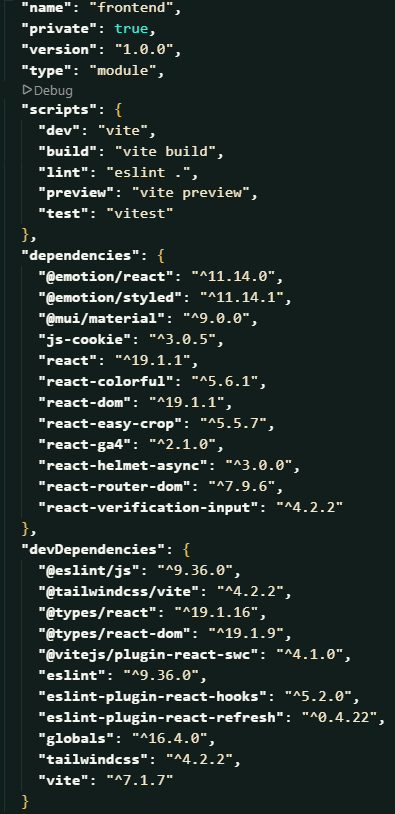 "name": "frontend",
"private": true,
"version": "1.0.0",
"type": "module",
Debug
"scripts": {
"dev": "vite",
"build": "vite build",
"lint": "eslint .",
"preview": "vite preview",
"test": "vitest"
},
"dependencies": {
"@emotion/react": "^11.14.0",
"@emotion/styled": "^11.14.1",
"@mui/material": "^9.0.0",
"js-cookie": "^3.0.5",
"react": "^19.1.1",
"react-colorful": "^5.6.1",
"react-dom": "^19.1.1",
"react-easy-crop": "^5.5.7",
"react-ga4": "^2.1.0",
"react-helmet-async": "^3.0.0",
"react-router-dom": "^7.9.6",
"react-verification-input": "^4.2.2"
},
"devDependencies": {
"@eslint/js": "^9.36.0",
"@tailwindcss/vite": "^4.2.2",
"@types/react": "^19.1.16",
"@types/react-dom": "^19.1.9",
"@vitejs/plugin-react-swc": "^4.1.0",
"eslint": "^9.36.0",
"eslint-plugin-react-hooks": "^5.2.0",
"eslint-plugin-react-refresh": "^0.4.22",
"globals": "^16.4.0",
"tailwindcss": "^4.2.2",
"vite": "^7.1.7"
}